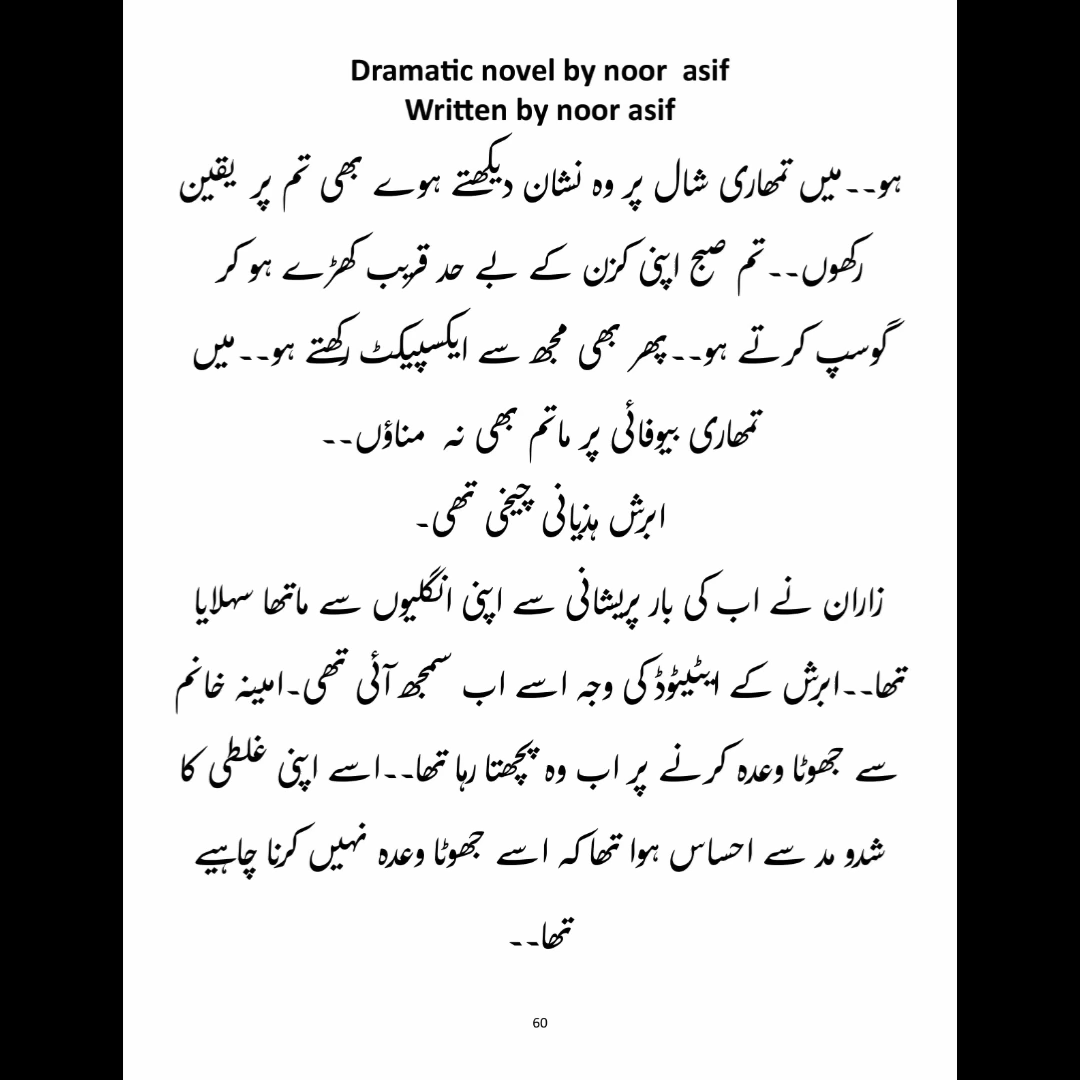 Dramatic novel by noor  asif
Written by noor asif
ہو۔۔میں تمھاری شال پر وہ نشان دیکھتے ہوے بھی تم پر یقین
رکھوں۔۔تم صبح اپنی کزن کے بے حد قریب کھڑے ہو کر
گوسپ کرتے ہو۔۔پھر بھی مجھ سے ایکسپیکٹ رکھتے ہو۔۔میں
تمھاری بیوفائی پر ماتم بھی نہ مناؤں۔۔
ابرش ہذیانی چیخی تھی۔
زاران نے اب کی بار پریشانی سے اپنی انگلیوں سے ماتھا سہلایا
تھا۔۔ابرش کے ایٹیٹوڈ کی وجہ اسے اب سمجھ آئی تھی۔امینہ خانم
سے جھوٹا وعدہ کرنے پر اب وہ پچھتا رہا تھا۔۔اسے اپنی غلطی کا
شدو مد سے احساس ہوا تھا کہ اسے جھوٹا وعدہ نہیں کرنا چاہیے
تھا۔۔
60